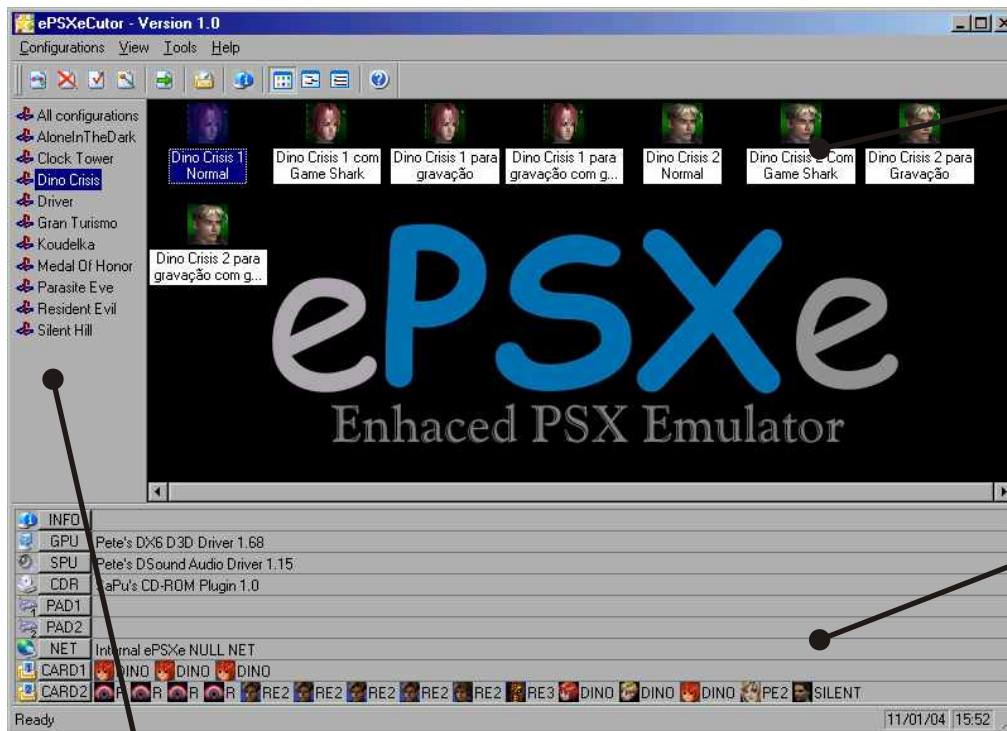 ePSXeCutor - Version 1.0
Configurations View Tools Help
All configurations
AloneInTheDark
Clock Tower
Dino Crisis
Driver
Gran Turismo
Koudelka
Medal Of Honor
Parasite Eve
Resident Evil
Silent Hill
Dino Crisis 1
Normal
Dino Crisis 1 com
Game Shark
Dino Crisis 1 para
gravação
Dino Crisis 1 para
gravação com g...
Dino Crisis 2
Normal
Dino Crisis 2 Com
Game Shark
Dino Crisis 2 para
Gravação
Dino Crisis 2 para
gravação com g...
ePSXe
Enhaced PSX Emulator
INFO
GPU Pete's DX6 D3D Driver 1.68
SPU Pete's DSound Audio Driver 1.15
CDR SaPu's CD-ROM Plugin 1.0
PAD1
PAD2
NET Internal ePSXe NULL NET
CARD1 DINO DINO DINO
CARD2 R R R R RE2 RE2 RE2 RE2 RE2 RE3 DINO DINO DINO PE2 SILENT
Ready 11/01/04 15:52